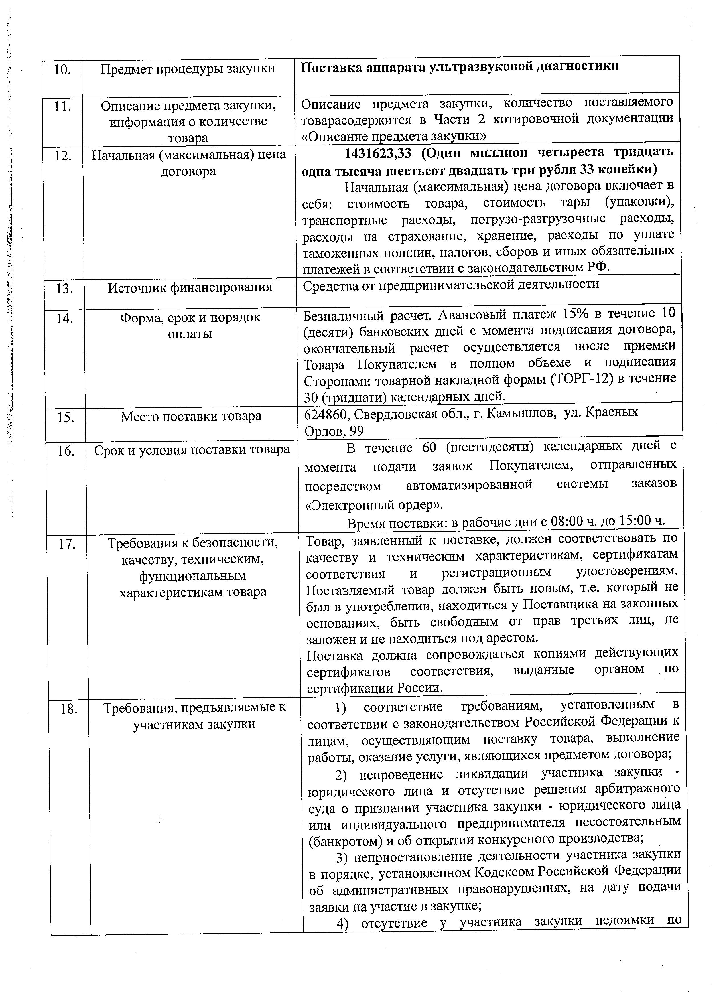 10.
Предмет процедуры закупки
Поставка аппарата ультразвуковой диагностики
11.
Описание предмета закупки,
информация о количестве
товара
Описание предмета закупки, количество поставляемого
товарасодержится в Части 2 котировочной документации
«Описание предмета закупки»
12.
Начальная (максимальная) цена
договора
1431623,33 (Один миллион четыреста тридцать
одна тысяча шестьсот двадцать три рубля 33 копейки)
Начальная (максимальная) цена договора включает в
себя: стоимость товара, стоимость тары (упаковки),
транспортные расходы, погрузо-разгрузочные расходы,
расходы на страхование, хранение, расходы по уплате
таможенных пошлин, налогов, сборов и иных обязательных
платежей в соответствии с законодательством РФ.
13.
Источник финансирования
Средства от предпринимательской деятельности
14.
Форма, срок и порядок
оплаты
Безналичный расчет. Авансовый платеж 15% в течение 10
(десяти) банковских дней с момента подписания договора,
окончательный расчет осуществляется после приемки
Товара Покупателем в полном объеме и подписания
Сторонами товарной накладной формы (ТОРГ-12) в течение
30 (тридцати) календарных дней.
15.
Место поставки товара
624860, Свердловская обл., г. Камышлов, ул. Красных
Орлов, 99
16.
Срок и условия поставки товара
В течение 60 (шестидесяти) календарных дней с
момента подачи заявок Покупателем, отправленных
посредством автоматизированной системы заказов
«Электронный ордер».
Время поставки: в рабочие дни с 08:00 ч. до 15:00 ч.
17.
Требования к безопасности,
качеству, техническим,
функциональным
характеристикам товара
Товар, заявленный к поставке, должен соответствовать по
качеству и техническим характеристикам, сертификатам
соответствия и регистрационным удостоверениям.
Поставляемый товар должен быть новым, т.е. который не
был в употреблении, находиться у Поставщика на законных
основаниях, быть свободным от прав третьих лиц, не
заложен и не находиться под арестом.
Поставка должна сопровождаться копиями действующих
сертификатов соответствия, выданные органом по
сертификации России.
18.
Требования, предъявляемые к
участникам закупки
1) соответствие требованиям, установленным в
соответствии с законодательством Российской Федерации к
лицам, осуществляющим поставку товара, выполнение
работы, оказание услуги, являющихся предметом договора;
2) непроведение ликвидации участника закупки -
юридического лица и отсутствие решения арбитражного
суда о признании участника закупки - юридического лица
или индивидуального предпринимателя несостоятельным
(банкротом) и об открытии конкурсного производства;
3) неприостановление деятельности участника закупки
в порядке, установленном Кодексом Российской Федерации
об административных правонарушениях, на дату подачи
заявки на участие в закупке;
4) отсутствие у участника закупки недоимки по